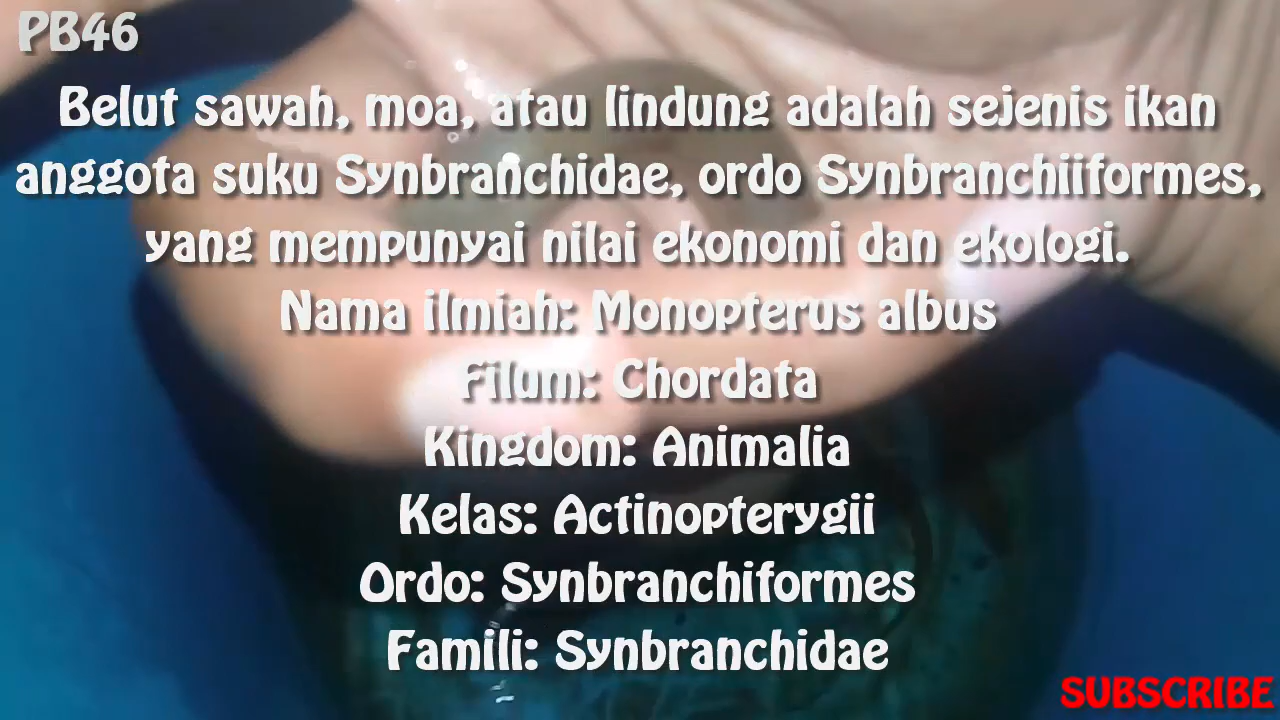 PB46
Belut sawah, moa, atau lindung adalah sejenis ikan
anggota suku Synbranchidae, ordo Synbranchiiformes,
yang mempunyai nilai ekonomi dan ekologi.
Nama ilmiah: Monopterus albus
Filum: Chordata
Kingdom: Animalia
Kelas: Actinopterygii
Ordo: Synbranchiformes
Famili: Synbranchidae
SUBSCRIBE